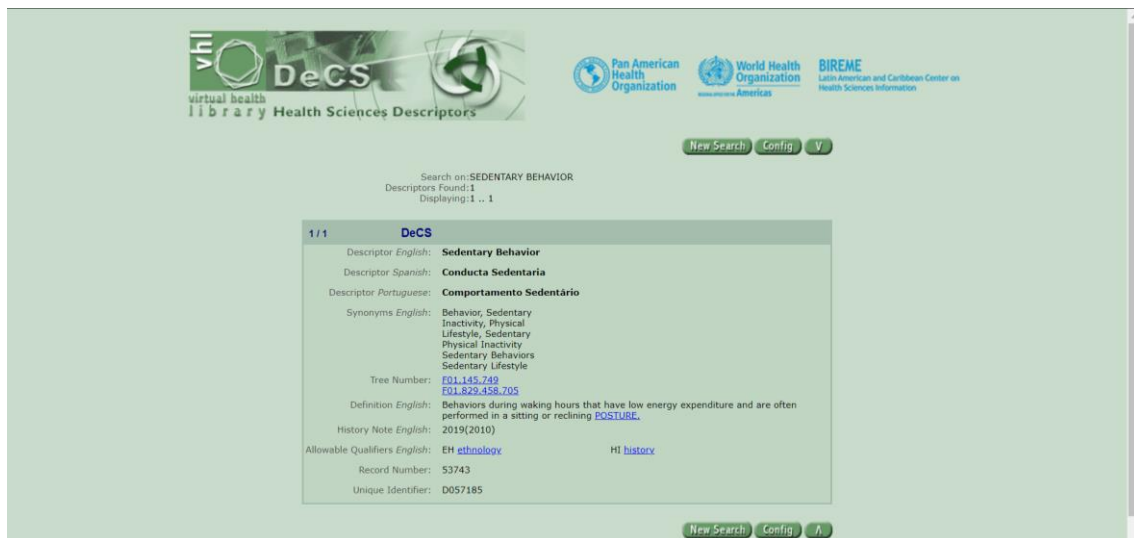 vhl
DeCS
virtual health
library Health Sciences Descriptors
Pan American
Health
Organization
World Health
Organization
Americas
BIREME
Latin American and Caribbean Center on
Health Sciences Information
New Search Config V
Search on:SEDENTARY BEHAVIOR
Descriptors Found:1
Displaying:1 .. 1
1 / 1 DeCS
Descriptor English: Sedentary Behavior
Descriptor Spanish: Conducta Sedentaria
Descriptor Portuguese: Comportamento Sedentário
Synonyms English: Behavior, Sedentary
Inactivity, Physical
Lifestyle, Sedentary
Physical Inactivity
Sedentary Behaviors
Sedentary Lifestyle
Tree Number: F01.145.749
F01.829.458.705
Definition English: Behaviors during waking hours that have low energy expenditure and are often
performed in a sitting or reclining POSTURE.
History Note English: 2019(2010)
Allowable Qualifiers English: EH ethnology HI history
Record Number: 53743
Unique Identifier: D057185
New Search Config Λ